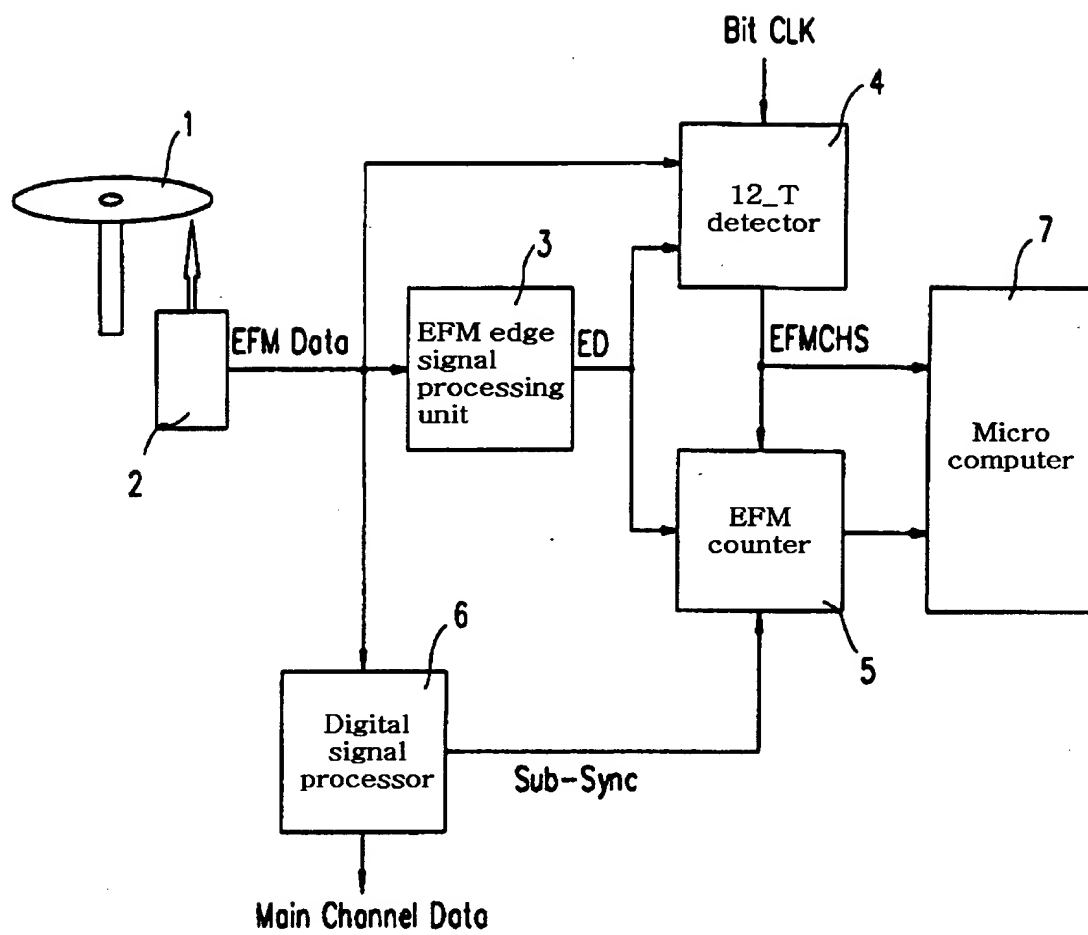 Bit CLK
4
1
12_T
detector
3
7
EFM Data
EFM edge
signal
processing
unit
ED
EFMCHS
2
Micro
computer
EFM
counter
5
6
Digital
signal
processor
Sub-Sync
Main Channel Data